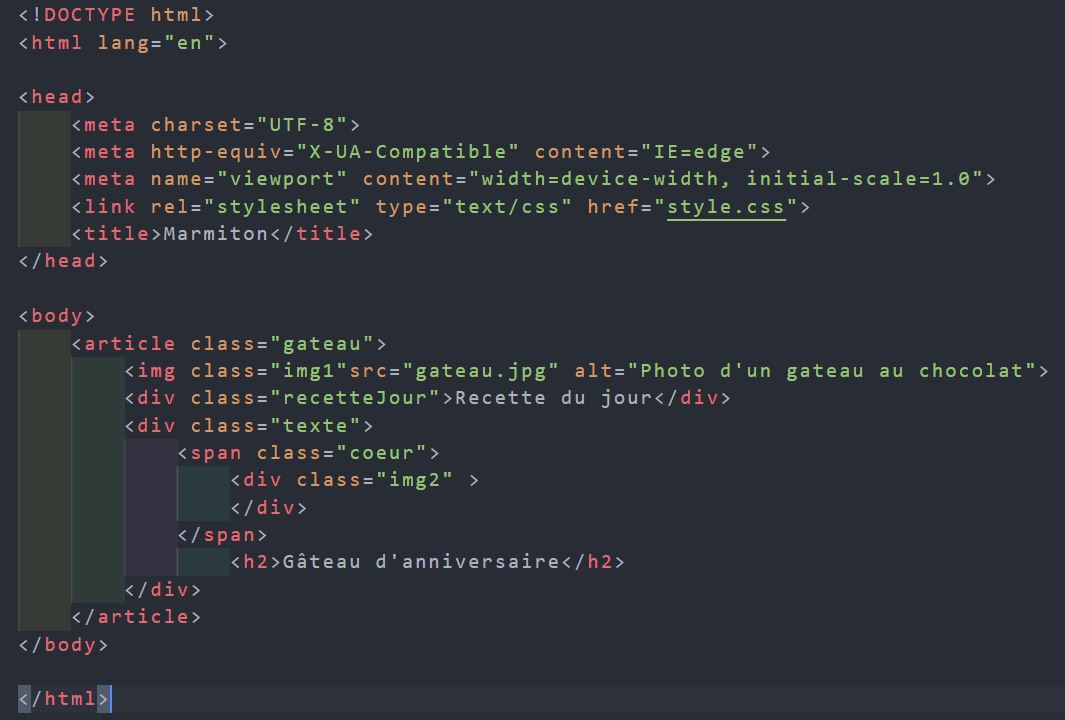 <!DOCTYPE html>
<html lang="en">
<head>
<meta charset="UTF-8">
<meta http-equiv="X-UA-Compatible" content="IE=edge">
<meta name="viewport" content="width=device-width, initial-scale=1.0">
<link rel="stylesheet" type="text/css" href="style.css">
<title>Marmiton</title>
</head>
<body>
<article class="gateau">
<img class="img1"src="gateau.jpg" alt="Photo d'un gateau au chocolat">
<div class="recetteJour">Recette du jour</div>
<div class="texte">
<span class="coeur">
<div class="img2" >
</div>
</span>
<h2>Gâteau d'anniversaire</h2>
</div>
</article>
</body>
</html>